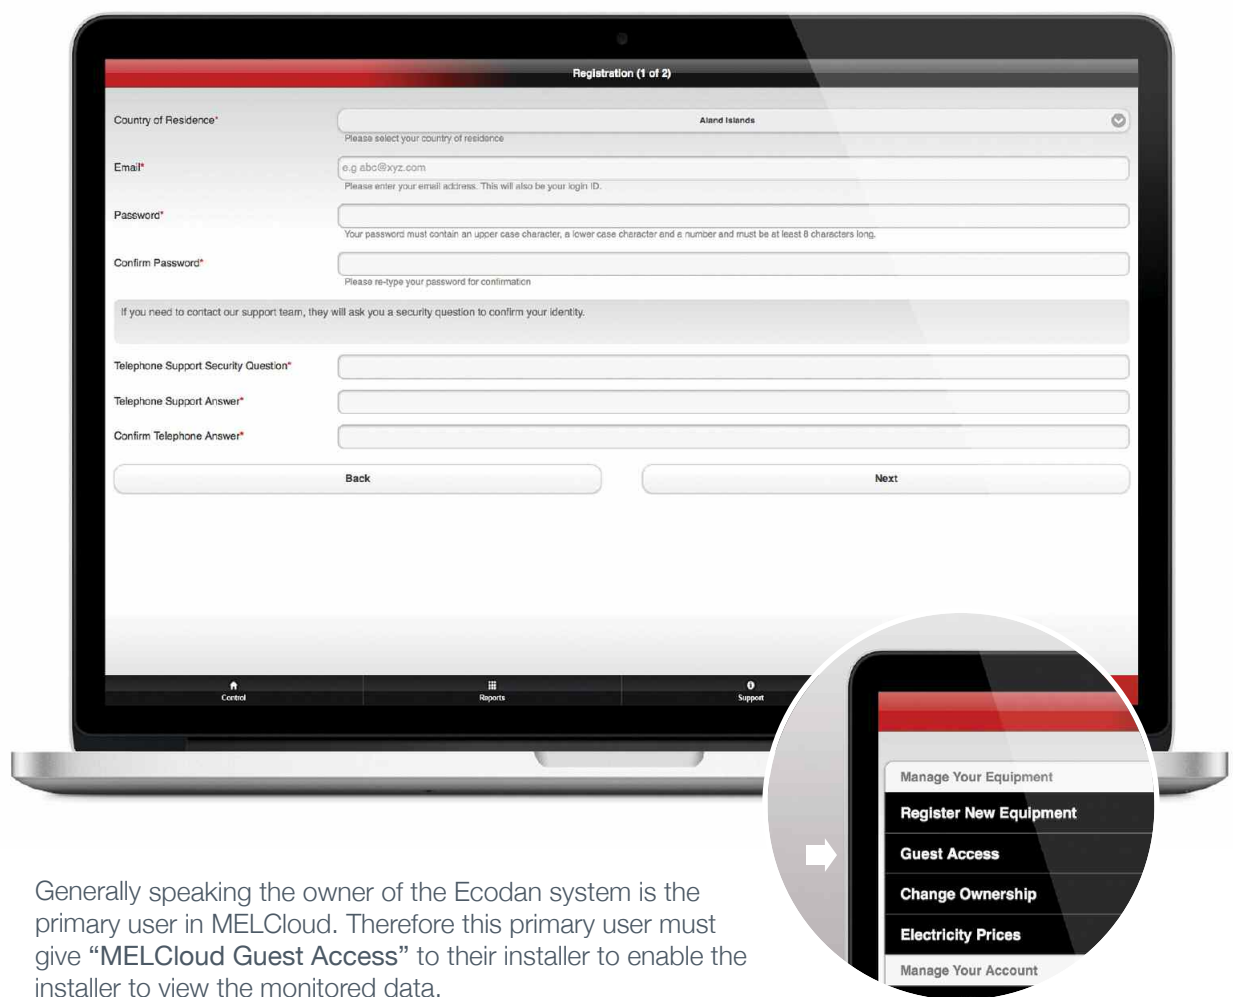 Registration (1 of 2)
Country of Residence*
Aland Islands
Please select your country of residence
Email*
e.g abc@xyz.com
Please enter your email address. This will also be your login ID.
Password*
Your password must contain an upper case character, a lower case character and a number and must be at least 8 characters long.
Confirm Password*
Please re-type your password for confirmation
If you need to contact our support team, they will ask you a security question to confirm your identity.
Telephone Support Security Question*
Telephone Support Answer*
Confirm Telephone Answer*
Back Next
Control Reports Support
Manage Your Equipment
Register New Equipment
Guest Access
Change Ownership
Electricity Prices
Manage Your Account
Generally speaking the owner of the Ecodan system is the
primary user in MELCloud. Therefore this primary user must
give “MELCloud Guest Access” to their installer to enable the
installer to view the monitored data.